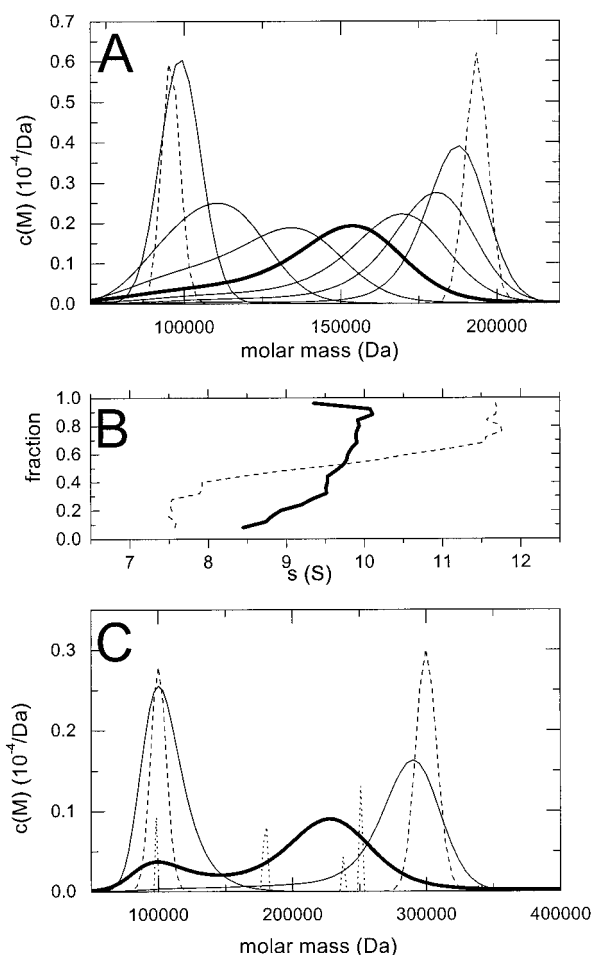 A
0.7
0.6
0.5
0.4
0.3
0.2
0.1
0.0
c(M) (10⁻⁴/Da)
100000 150000 200000
molar mass (Da)
B
1.0
0.8
0.6
0.4
0.2
0.0
fraction
7 8 9 10 11 12
s (S)
C
0.3
0.2
0.1
0.0
c(M) (10⁻⁴/Da)
100000 200000 300000 400000
molar mass (Da)